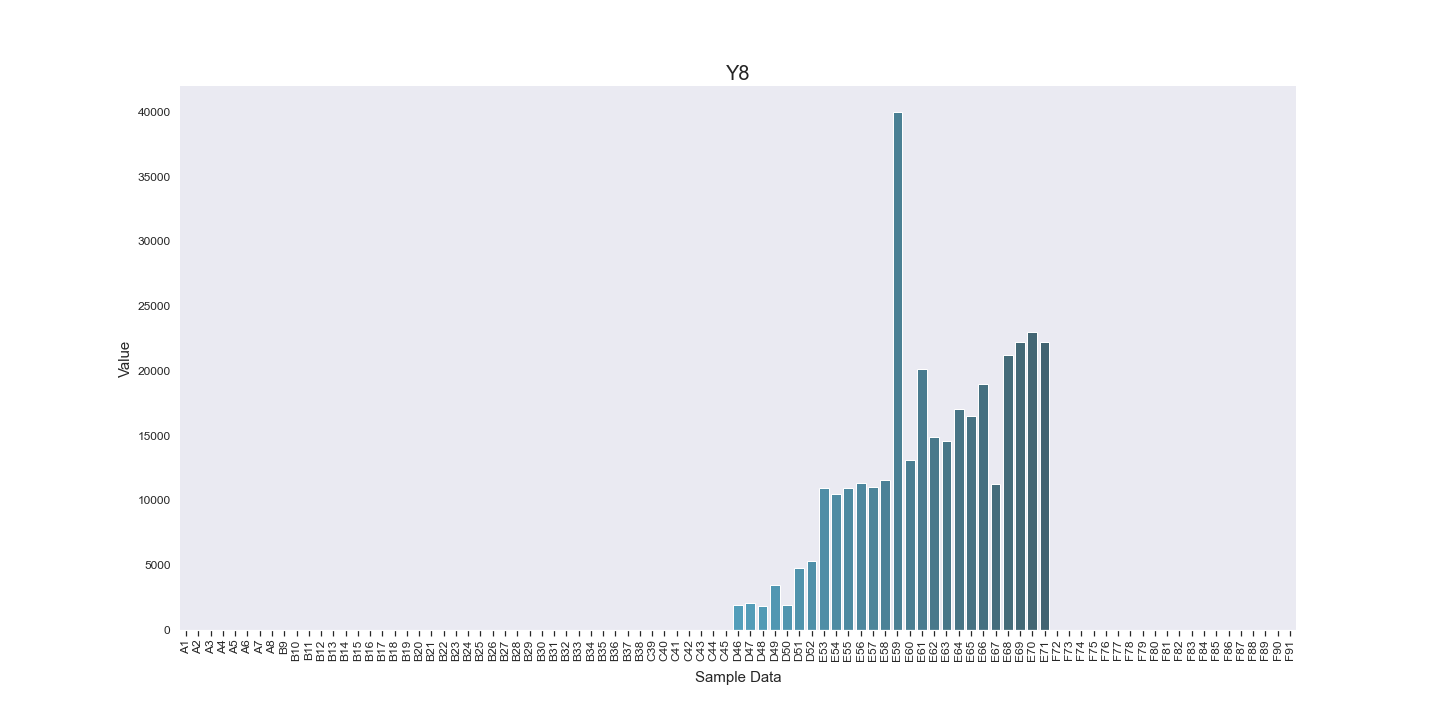 Y8
Value
40000
35000
30000
25000
20000
15000
10000
5000
0
A1 A2 A3 A4 A5 A6 A7 A8 B9 B10 B11 B12 B13 B14 B15 B16 B17 B18 B19 B20 B21 B22 B23 B24 B25 B26 B27 B28 B29 B30 B31 B32 B33 B34 B35 B36 B37 B38 C39 C40 C41 C42 C43 C44 C45 D46 D47 D48 D49 D50 D51 D52 E53 E54 E55 E56 E57 E58 E59 E60 E61 E62 E63 E64 E65 E66 E67 E68 E69 E70 E71 F72 F73 F74 F75 F76 F77 F78 F79 F80 F81 F82 F83 F84 F85 F86 F87 F88 F89 F90 F91
Sample Data